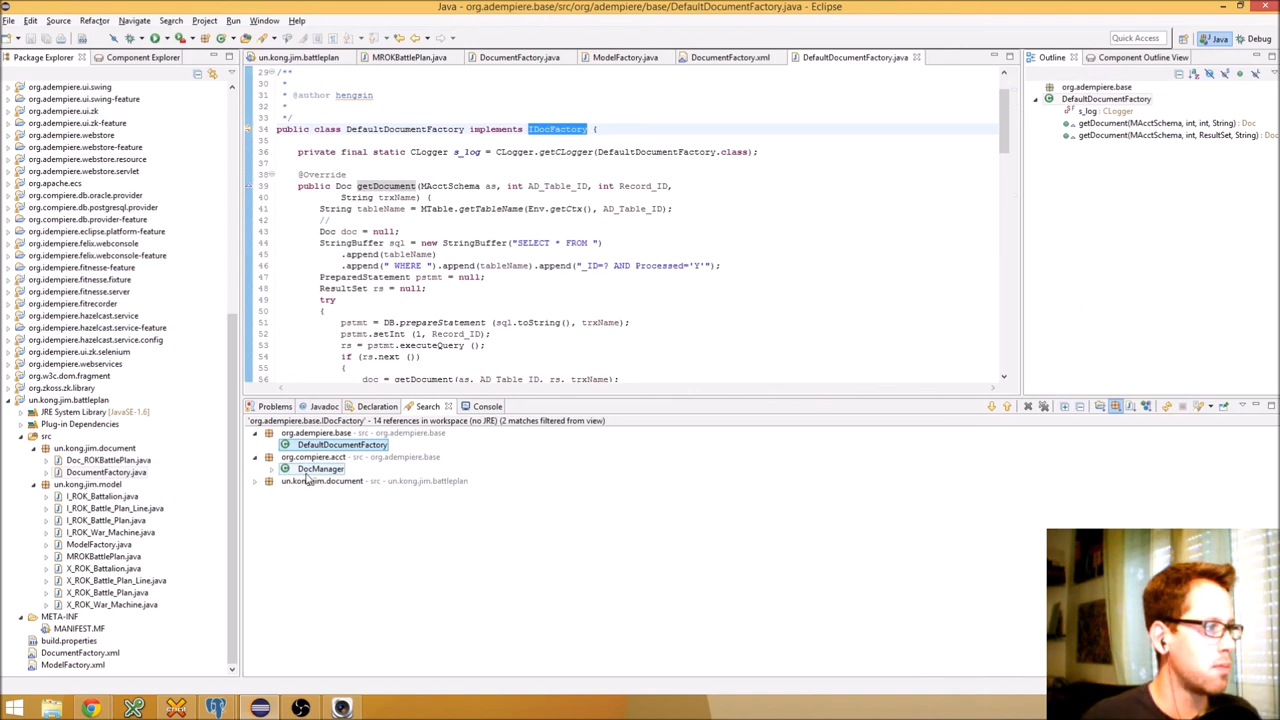 Java - org.adempiere.base/src/org/adempiere/base/DefaultDocumentFactory.java - Eclipse
File Edit Source Refactor Navigate Search Project Run Window Help
Quick Access Java Debug
Package Explorer Component Explorer
org.adempiere.ui.swing
org.adempiere.ui.swing-feature
org.adempiere.ui.zk
org.adempiere.ui.zk-feature
org.adempiere.webstore
org.adempiere.webstore-feature
org.adempiere.webstore.resource
org.adempiere.webstore.servlet
org.apache.ecs
org.compiere.db.oracle.provider
org.compiere.db.postgresql.provider
org.compiere.db.provider-feature
org.idempiere.eclipse.platform-feature
org.idempiere.felix.webconsole
org.idempiere.felix.webconsole-feature
org.idempiere.fitnesse-feature
org.idempiere.fitnesse.fixture
org.idempiere.fitnesse.server
org.idempiere.fitrecorder
org.idempiere.hazelcast.service
org.idempiere.hazelcast.service-feature
org.idempiere.hazelcast.config
org.idempiere.ui.zk.selenium
org.idempiere.webservices
org.w3c.dom.fragment
org.zkoss.zk.library
un.kong.jim.battleplan
JRE System Library [JavaSE-1.6]
Plug-in Dependencies
src
un.kong.jim.document
Doc_ROKBattlePlan.java
DocumentFactory.java
un.kong.jim.model
I_ROK_Battalion.java
I_ROK_Battle_Plan_Line.java
I_ROK_Battle_Plan.java
I_ROK_War_Machine.java
ModelFactory.java
MROKBattlePlan.java
X_ROK_Battalion.java
X_ROK_Battle_Plan_Line.java
X_ROK_Battle_Plan.java
X_ROK_War_Machine.java
META-INF
MANIFEST.MF
build.properties
DocumentFactory.xml
ModelFactory.xml
un.kong.jim.battleplan MROKBattlePlan.java DocumentFactory.java ModelFactory.java DocumentFactory.xml DefaultDocumentFactory.java
29 /**
30 *
31 * @author hengsin
32 *
33 */
34 public class DefaultDocumentFactory implements IDocFactory {
35
36 private final static CLogger s_log = CLogger.getCLogger(DefaultDocumentFactory.class);
37
38 @Override
39 public Doc getDocument(MAcctSchema as, int AD_Table_ID, int Record_ID,
40 String trxName) {
41 String tableName = MTable.getTableName(Env.getCtx(), AD_Table_ID);
42 //
43 Doc doc = null;
44 StringBuffer sql = new StringBuffer("SELECT * FROM ")
45 .append(tableName)
46 .append(" WHERE ").append(tableName).append("_ID=? AND Processed='Y'");
47 PreparedStatement pstmt = null;
48 ResultSet rs = null;
49 try
50 {
51 pstmt = DB.prepareStatement (sql.toString(), trxName);
52 pstmt.setInt (1, Record_ID);
53 rs = pstmt.executeQuery ();
54 if (rs.next ())
55 {
56 doc = getDocument(as, AD_Table_ID, rs, trxName);
Outline Component Outline View
org.adempiere.base
DefaultDocumentFactory
s_log : CLogger
getDocument(MAcctSchema, int, int, String) : Doc
getDocument(MAcctSchema, int, ResultSet, String) : Doc
Problems Javadoc Declaration Search Console
'org.adempiere.base.IDocFactory' - 14 references in workspace (no JRE) (2 matches filtered from view)
org.adempiere.base - src - org.adempiere.base
DefaultDocumentFactory
org.compiere.acct - src - org.adempiere.base
DocManager
un.kong.jim.document - src - un.kong.jim.battleplan